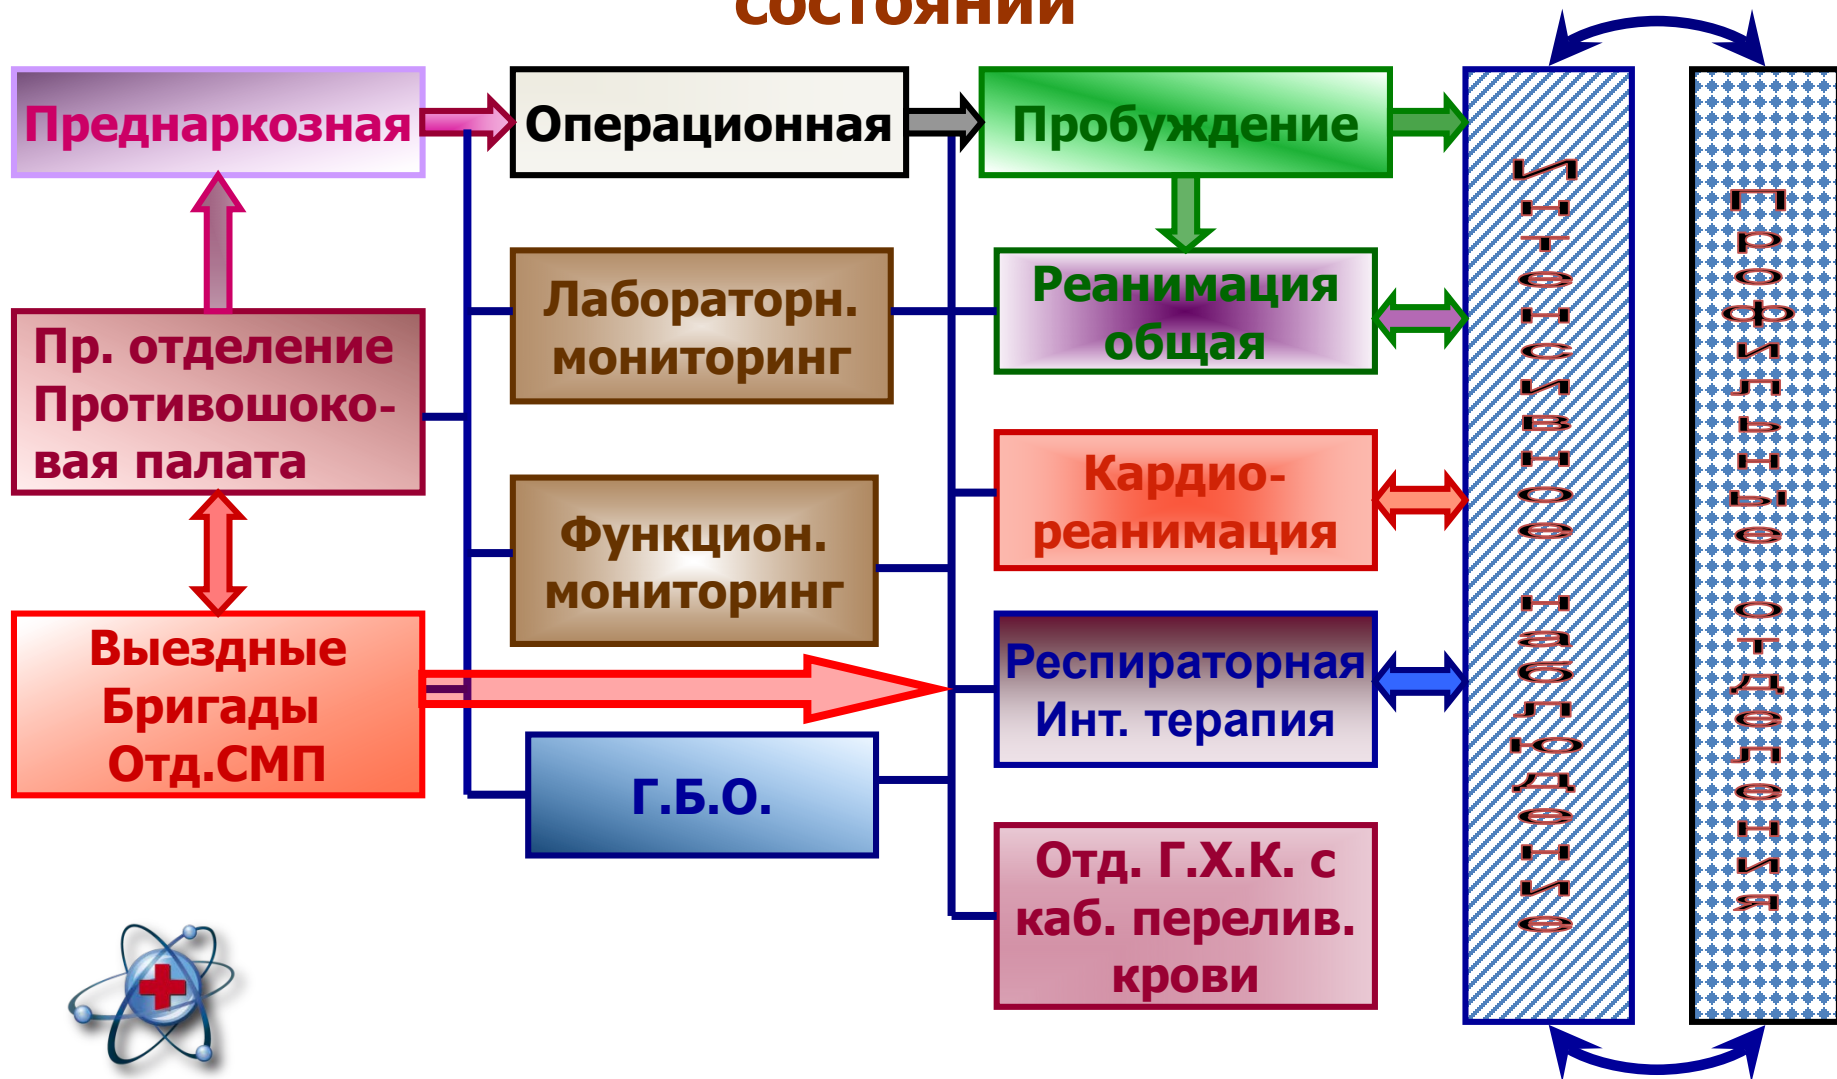 состояний
Преднаркозная
Операционная
Пробуждение
Лабораторн.
мониторинг
Реанимация
общая
Пр. отделение
Противошоко-
вая палата
Кардио-
реанимация
Функцион.
мониторинг
Выездные
Бригады
Отд.СМП
Респираторная
Инт. терапия
Г.Б.О.
Отд. Г.Х.К. с
каб. перелив.
крови
Интенсивное наблюдение
Профильные отделения